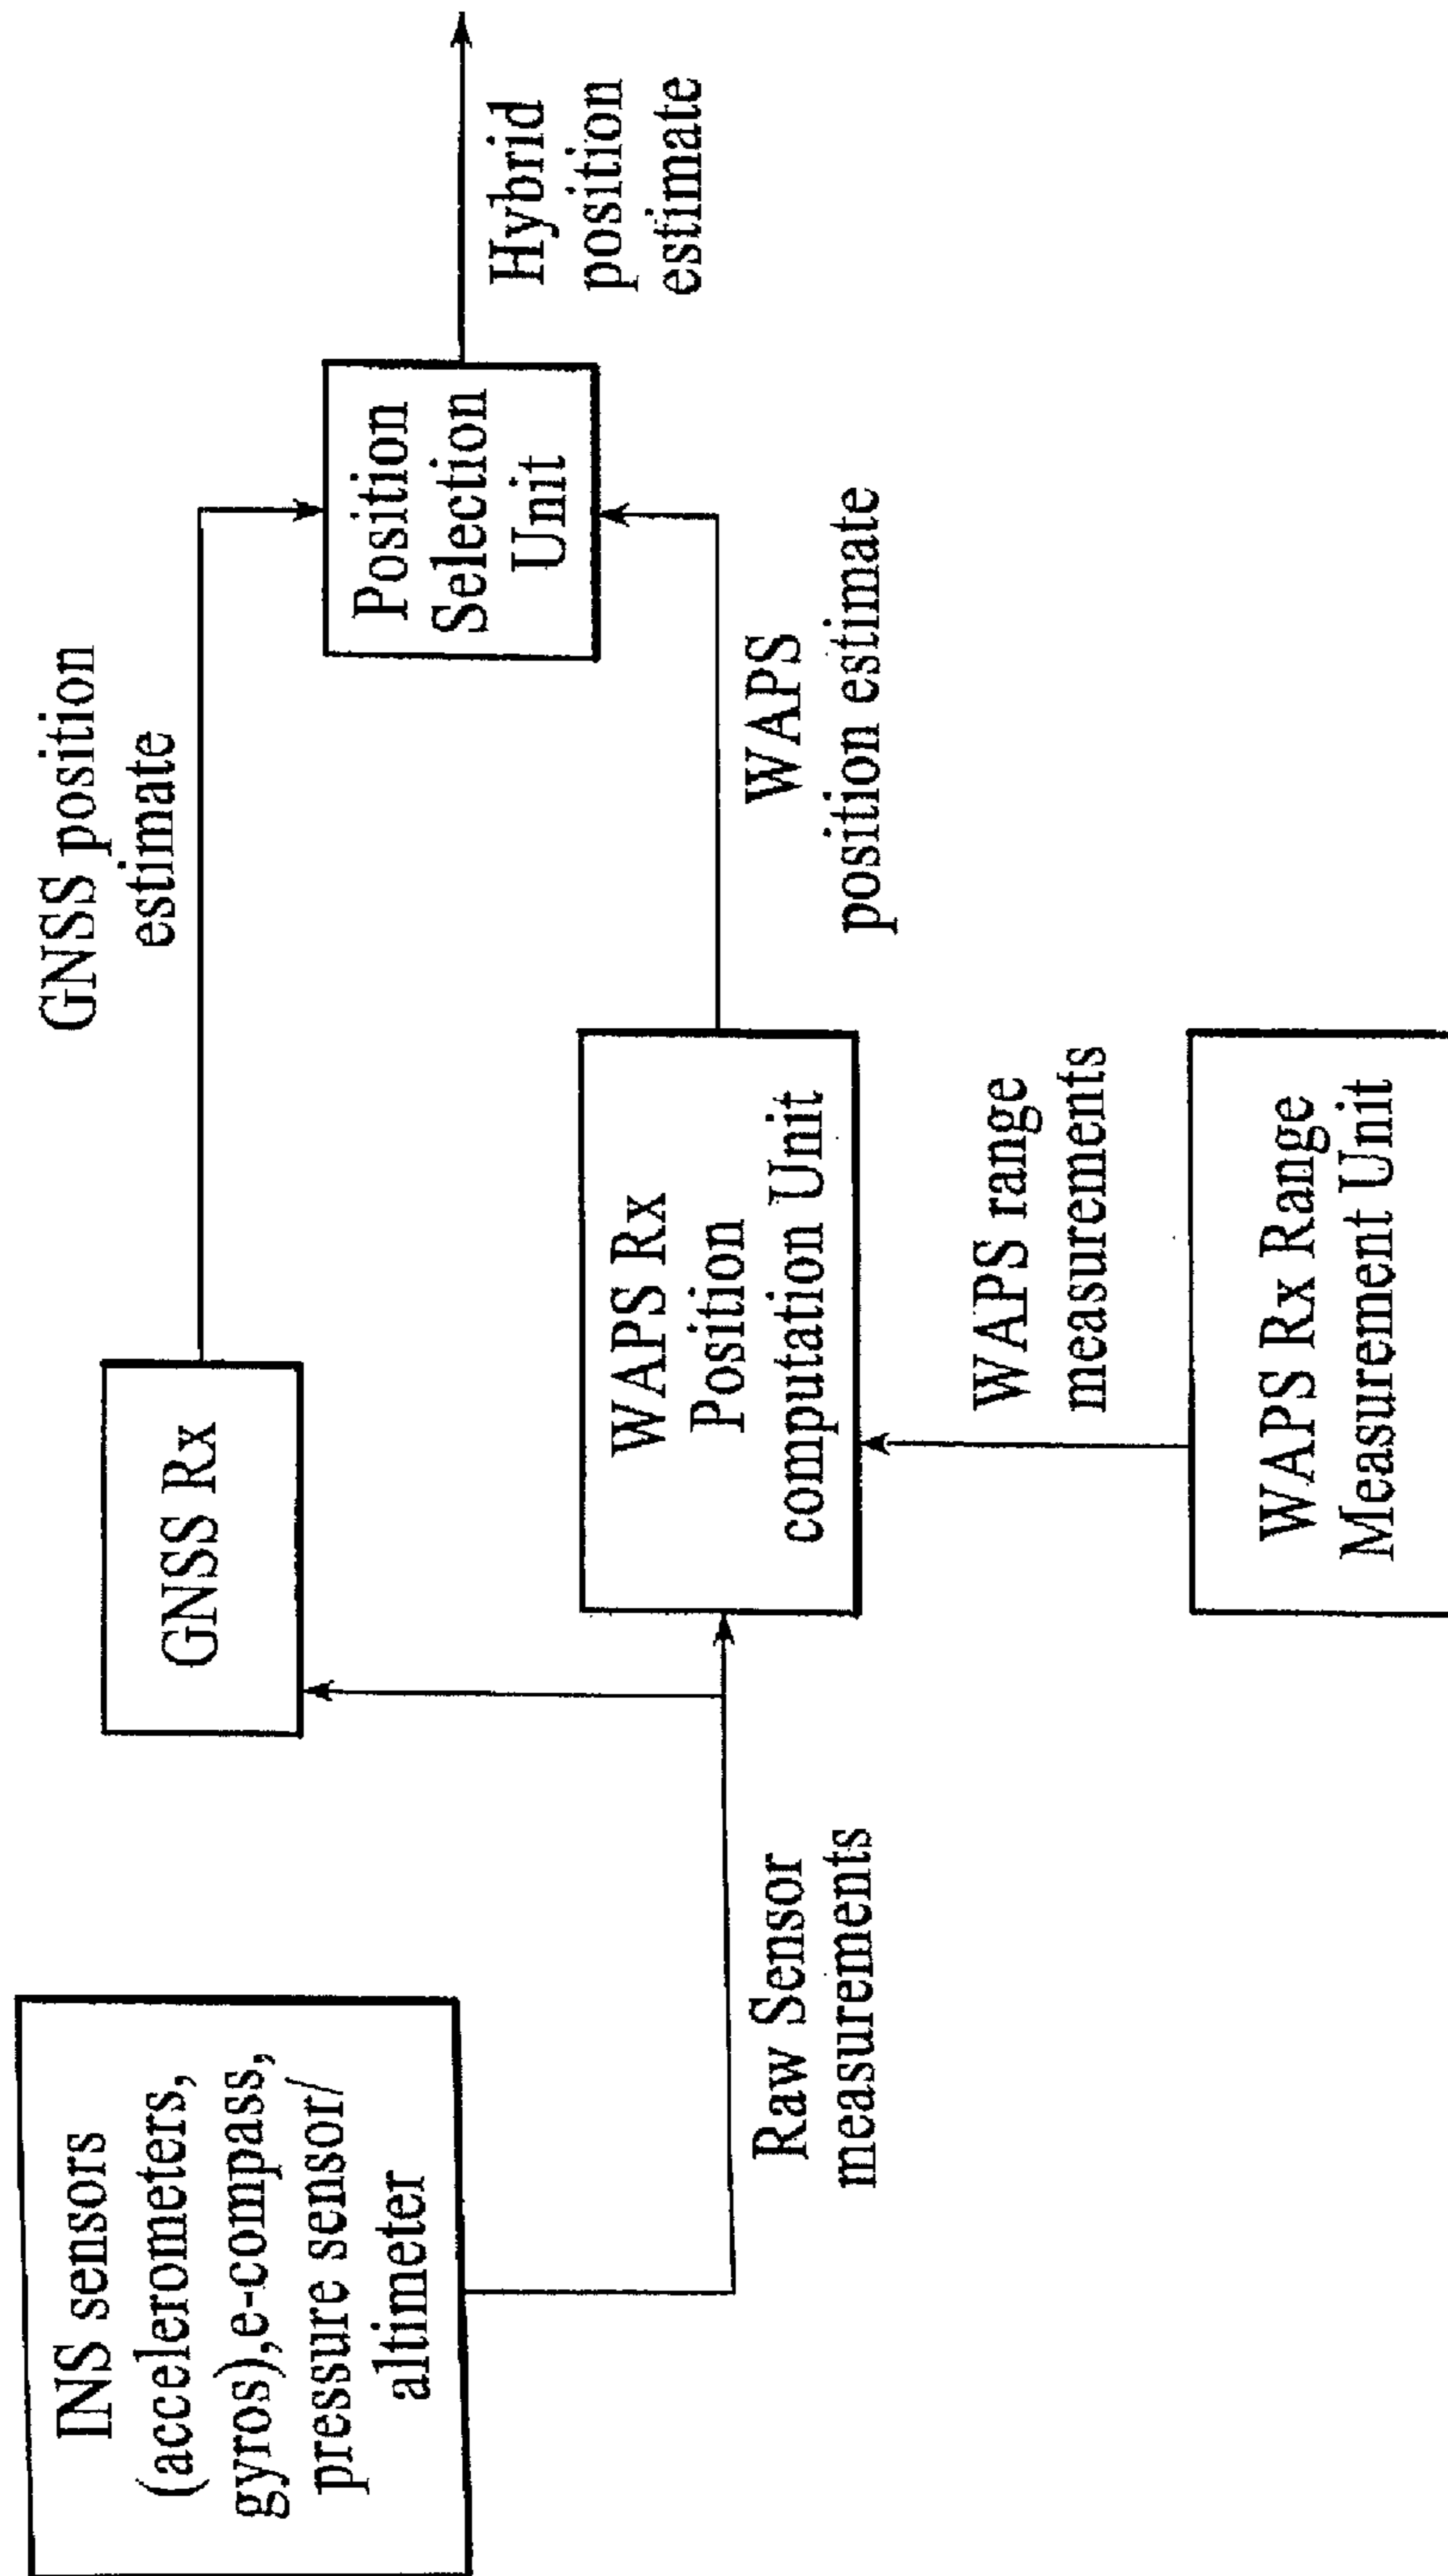 INS sensors
(accelerometers,
gyros),e-compass,
pressure sensor/
altimeter
Raw Sensor
measurements
GNSS Rx
GNSS position
estimate
WAPS Rx
Position
computation Unit
WAPS range
measurements
WAPS Rx Range
Measurement Unit
WAPS
position estimate
Position
Selection
Unit
Hybrid
position
estimate